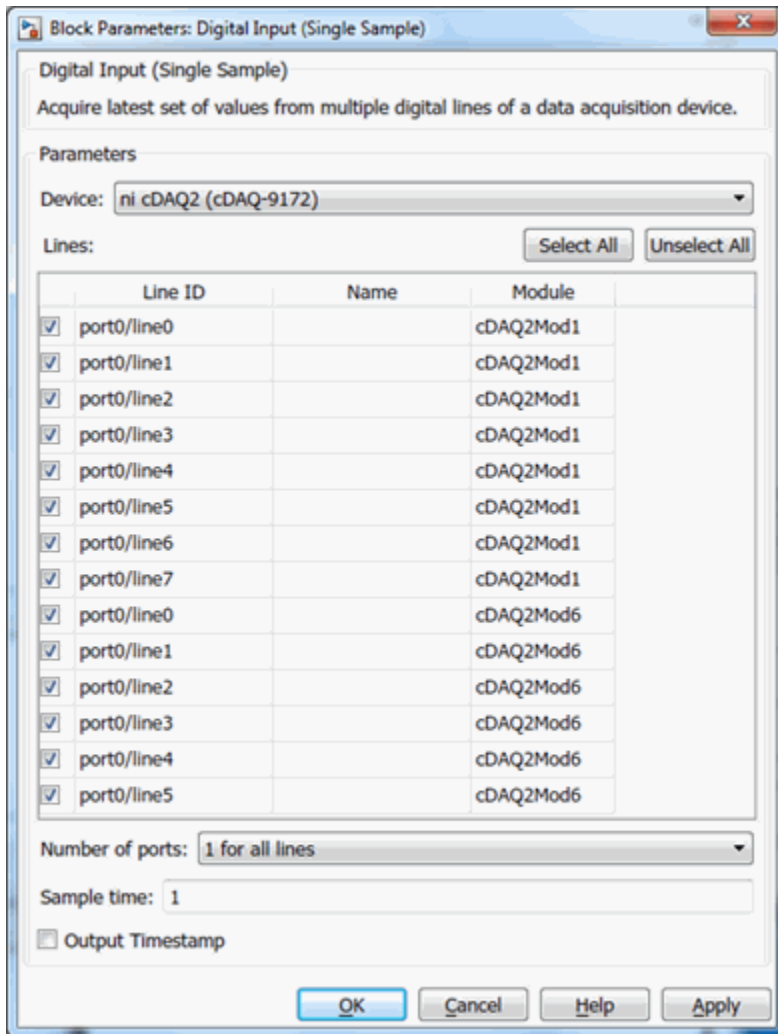 Block Parameters: Digital Input (Single Sample)
Digital Input (Single Sample)
Acquire latest set of values from multiple digital lines of a data acquisition device.
Parameters
Device: ni cDAQ2 (cDAQ-9172)
Lines: Select All Unselect All
Line ID Name Module
port0/line0 cDAQ2Mod1
port0/line1 cDAQ2Mod1
port0/line2 cDAQ2Mod1
port0/line3 cDAQ2Mod1
port0/line4 cDAQ2Mod1
port0/line5 cDAQ2Mod1
port0/line6 cDAQ2Mod1
port0/line7 cDAQ2Mod1
port0/line0 cDAQ2Mod6
port0/line1 cDAQ2Mod6
port0/line2 cDAQ2Mod6
port0/line3 cDAQ2Mod6
port0/line4 cDAQ2Mod6
port0/line5 cDAQ2Mod6
Number of ports: 1 for all lines
Sample time: 1
Output Timestamp
OK Cancel Help Apply